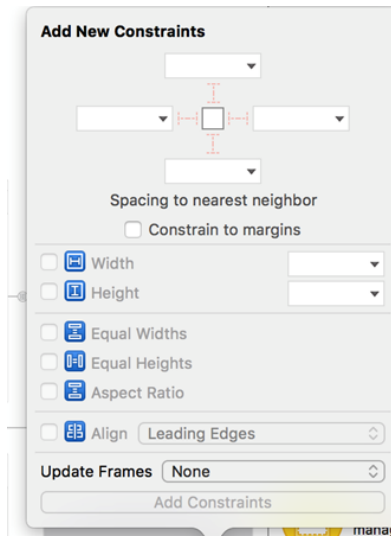 Add New Constraints
Spacing to nearest neighbor
Constrain to margins
Width
Height
Equal Widths
Equal Heights
Aspect Ratio
Align Leading Edges
Update Frames None
Add Constraints